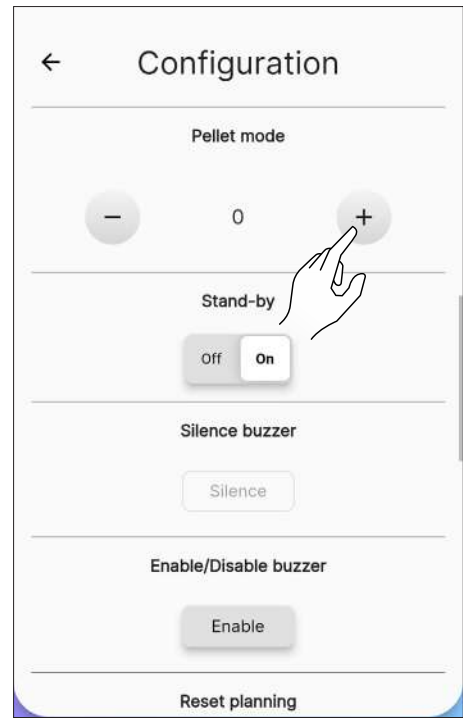 ← Configuration
Pellet mode
− 0 +
Stand-by
Off On
Silence buzzer
Silence
Enable/Disable buzzer
Enable
Reset planning